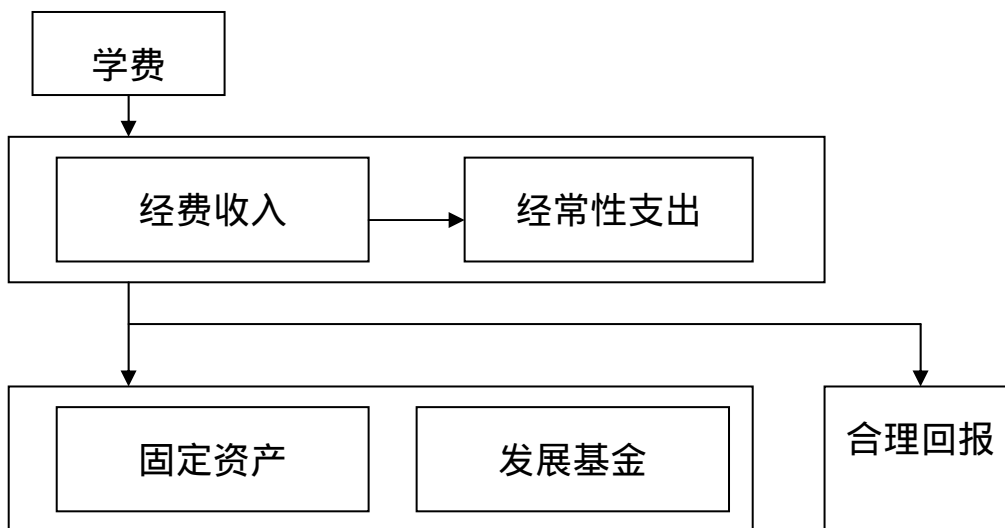 学费
经费收入
经常性支出
固定资产
发展基金
合理回报